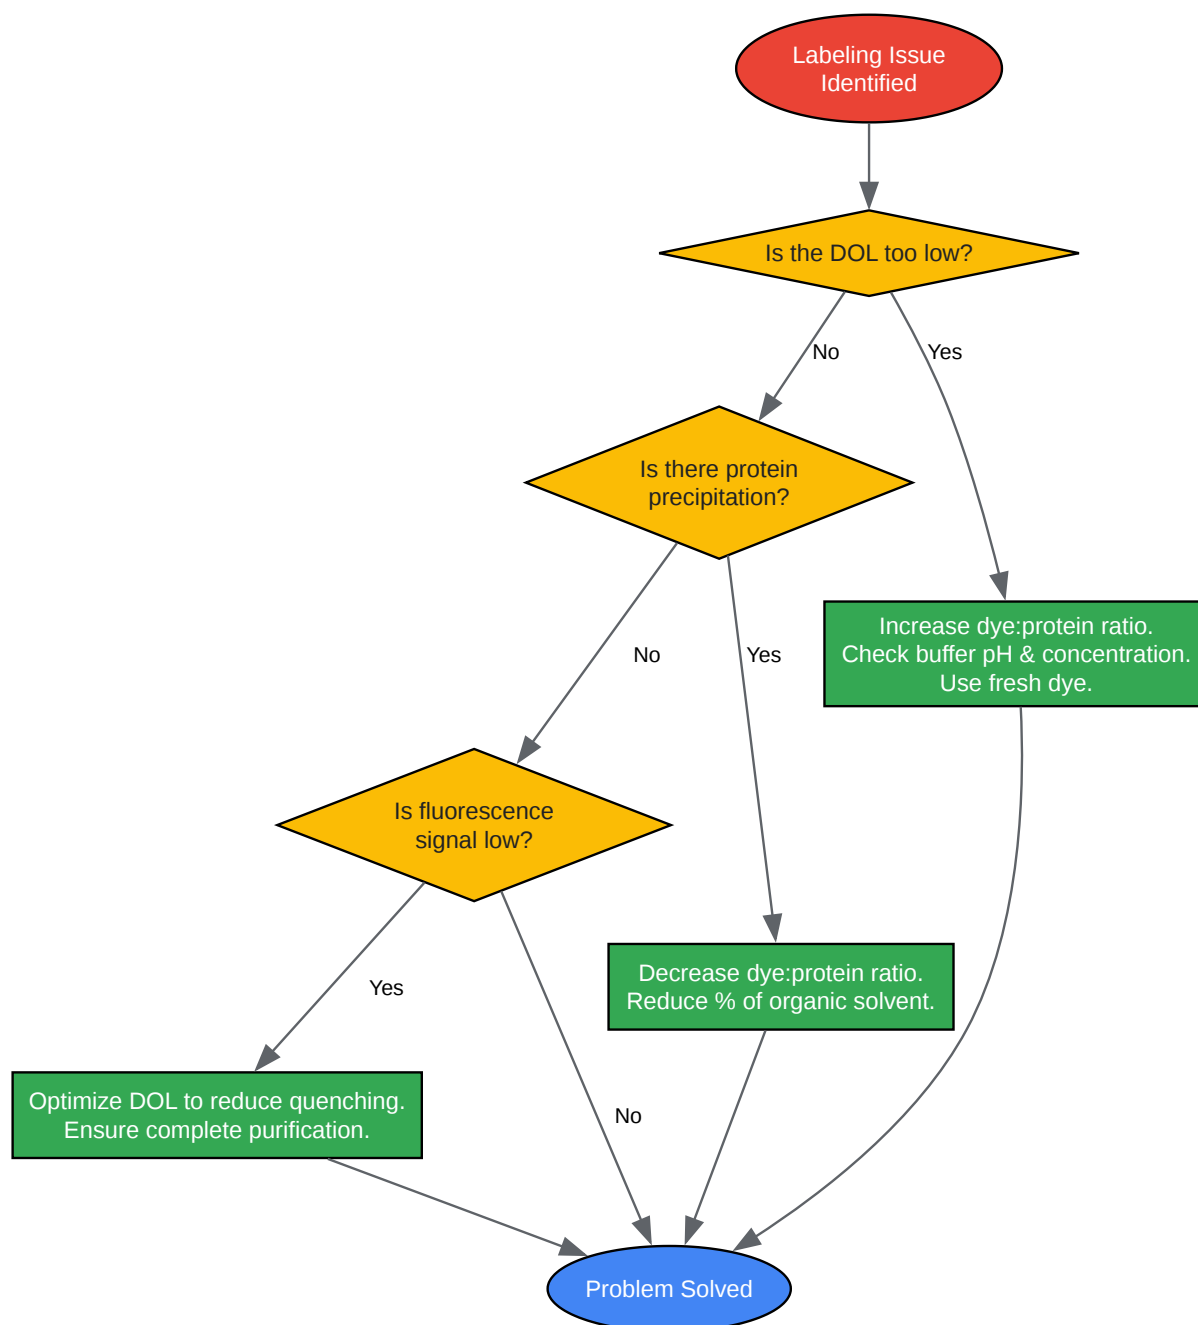 Labeling Issue
Identified
Is the DOL too low?
No
Yes
Is there protein
precipitation?
No
Yes
Increase dye:protein ratio.
Check buffer pH & concentration.
Use fresh dye.
Is fluorescence
signal low?
Yes
No
Decrease dye:protein ratio.
Reduce % of organic solvent.
Optimize DOL to reduce quenching.
Ensure complete purification.
Problem Solved